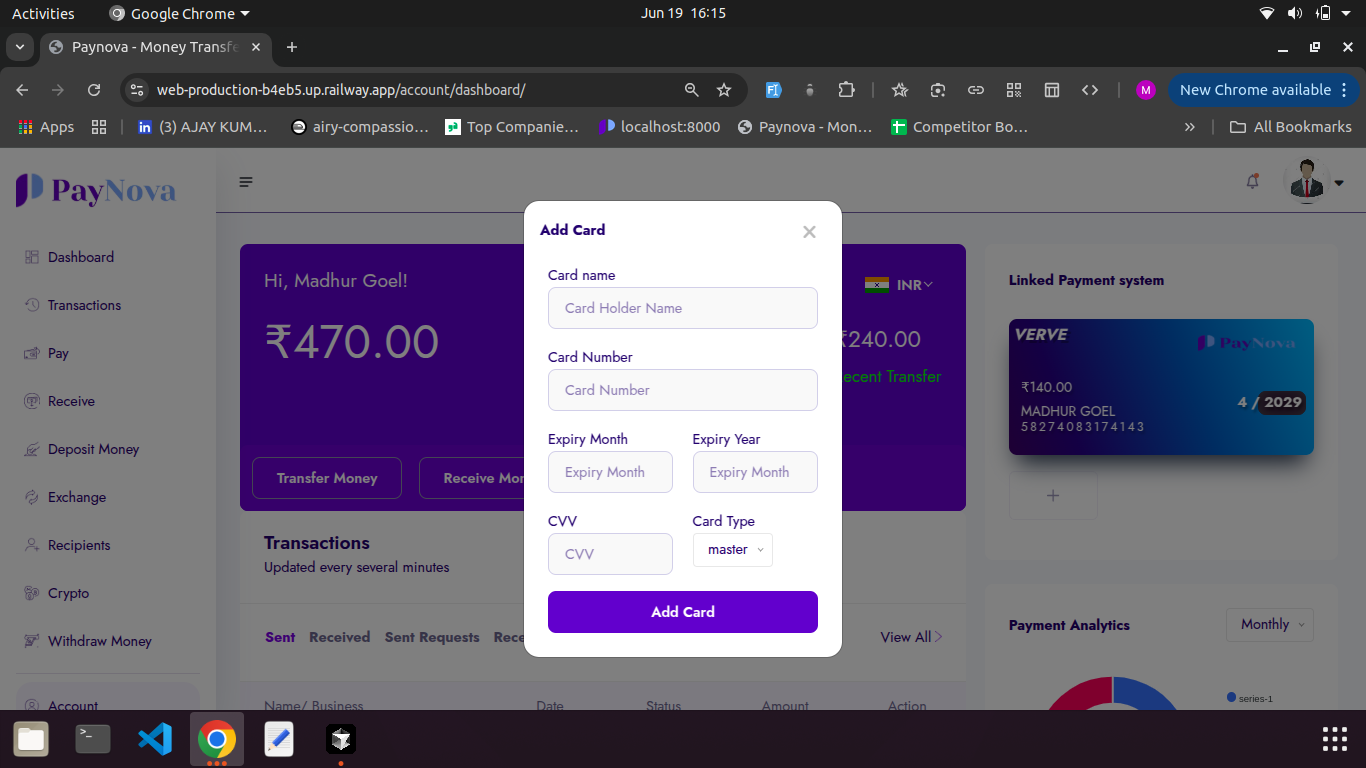 Activities
Google Chrome
Jun 19 16:15
Paynova - Money Transfe
web-production-b4eb5.up.railway.app/account/dashboard/
M
New Chrome available
Apps
(3) AJAY KUM…
airy-compassio…
Top Companie…
localhost:8000
Paynova - Mon…
Competitor Bo…
»
All Bookmarks
PayNova
Dashboard
Transactions
Pay
Receive
Deposit Money
Exchange
Recipients
Crypto
Withdraw Money
Account
Hi, Madhur Goel!
₹470.00
INR
₹240.00
ecent Transfer
Transfer Money
Receive Mon
Add Card
Card name
Card Holder Name
Card Number
Card Number
Expiry Month
Expiry Year
Expiry Month
Expiry Month
CVV
Card Type
CVV
master
Add Card
Transactions
Updated every several minutes
Sent
Received
Sent Requests
Rece
View All
Name/ Business
Date
Status
Amount
Action
Linked Payment system
VERVE
PayNova
₹140.00
4 / 2029
MADHUR GOEL
58274083174143
+
Payment Analytics
Monthly
series-1